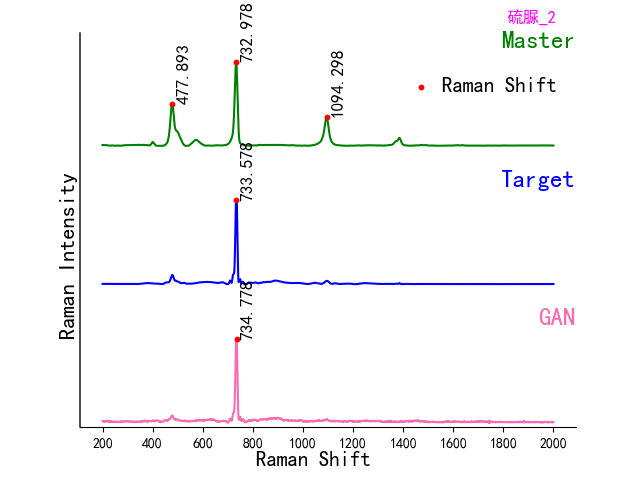 硫脲_2
Master
Raman Shift
477.893
732.978
1094.298
Target
733.578
GAN
734.778
Raman Intensity
200 400 600 800 1000 1200 1400 1600 1800 2000
Raman Shift